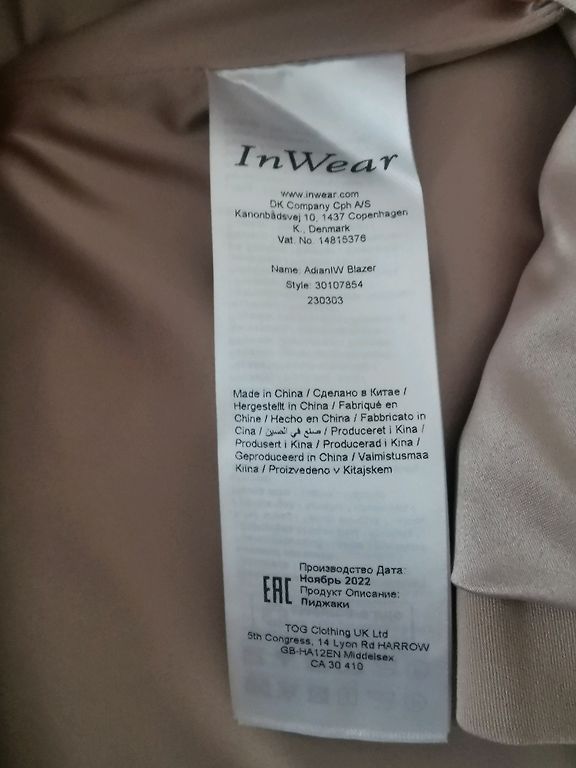 InWear
www.inwear.com
DK Company Cph A/S
Kanonbådsvej 10, 1437 Copenhagen
K., Denmark
Vat. No. 14815376
Name: AdianIW Blazer
Style: 30107854
230303
Made in China / Сделано в Китае /
Hergestellt in China / Fabriqué en
Chine / Hecho en China / Fabbricato in
Cina / صنع في الصين / Produceret i Kina /
Produsert i Kina / Producerad i Kina /
Geproduceerd in China / Valmistusmaa
Kiina / Proizvedeno v Kitajskem
Производство Дата:
Ноябрь 2022
EAC Продукт Описание:
Пиджаки
TOG Clothing UK Ltd
5th Congress, 14 Lyon Rd HARROW
GB-HA12EN Middelsex
CA 30 410